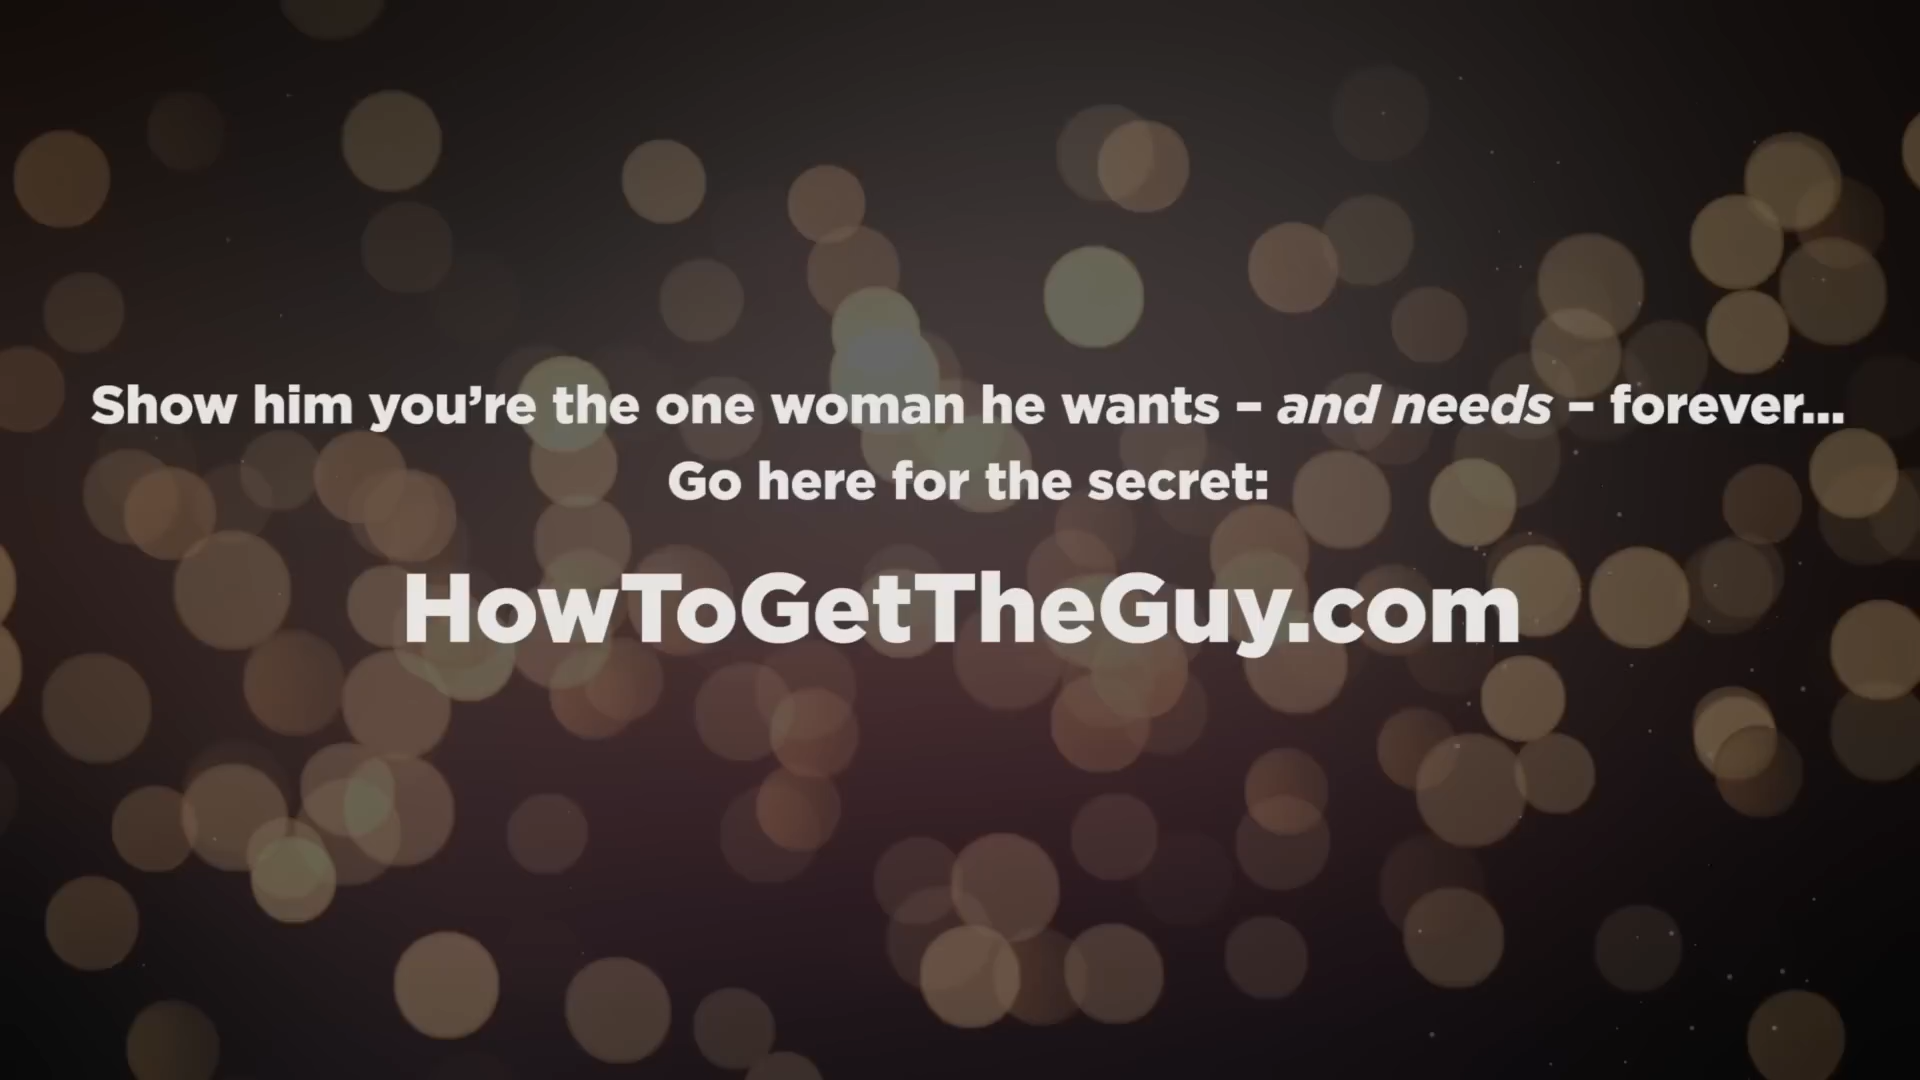 Show him you’re the one woman he wants – and needs – forever...
Go here for the secret:
HowToGetTheGuy.com